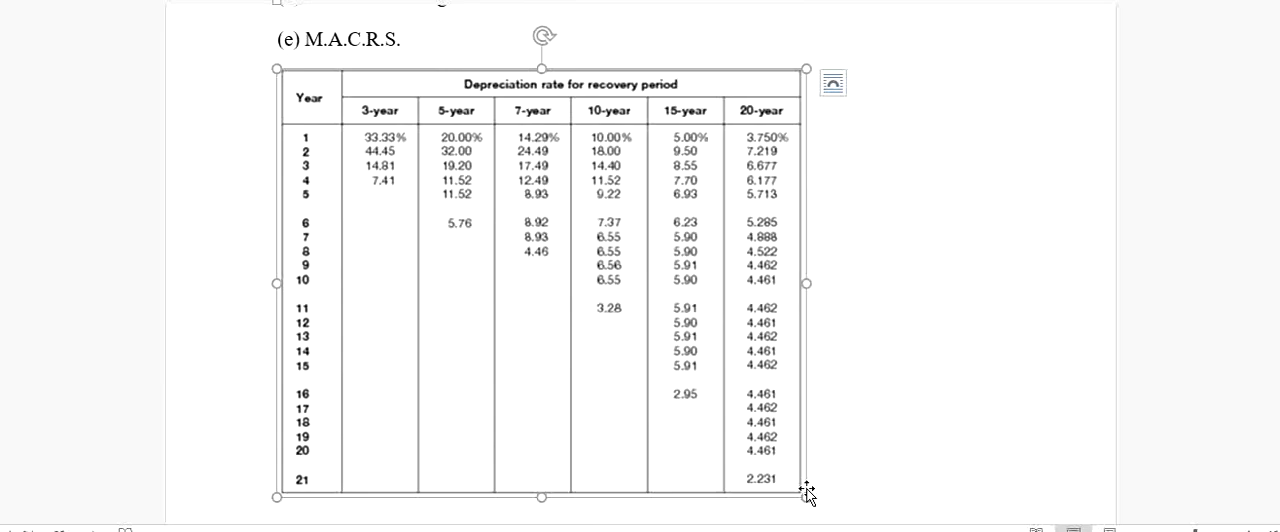 (e) M.A.C.R.S.
Depreciation rate for recovery period
Year
3-year 5-year 7-year 10-year 15-year 20-year
1 33.33% 20.00% 14.29% 10.00% 5.00% 3.750%
2 44.45 32.00 24.49 18.00 9.50 7.219
3 14.81 19.20 17.49 14.40 8.55 6.677
4 7.41 11.52 12.49 11.52 7.70 6.177
5 11.52 8.93 9.22 6.93 5.713
6 5.76 8.92 7.37 6.23 5.285
7 8.93 6.55 5.90 4.888
8 4.46 6.55 5.90 4.522
9 6.56 5.91 4.462
10 6.55 5.90 4.461
11 3.28 5.91 4.462
12 5.90 4.461
13 5.91 4.462
14 5.90 4.461
15 5.91 4.462
16 2.95 4.461
17 4.462
18 4.461
19 4.462
20 4.461
21 2.231